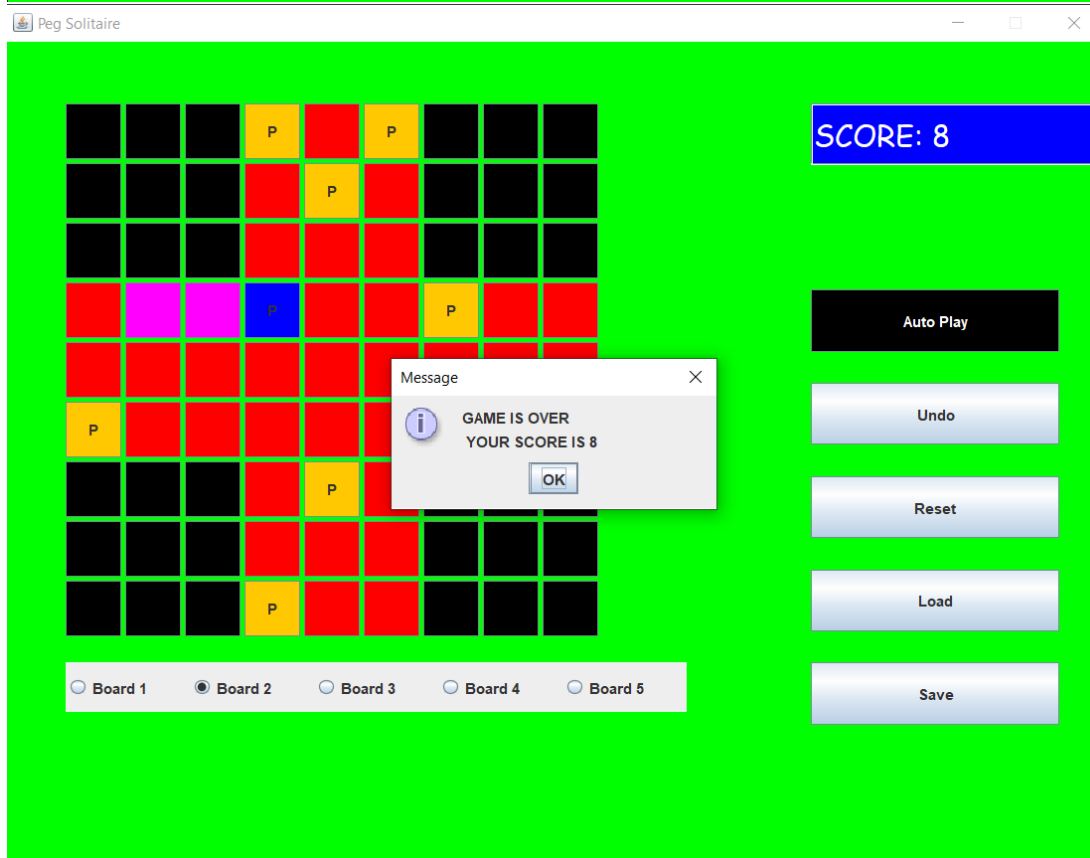 Peg Solitaire
P P
SCORE: 8
P
P P
Auto Play
Message
GAME IS OVER
YOUR SCORE IS 8
OK
Undo
P
P
Reset
P
Load
Board 1 Board 2 Board 3 Board 4 Board 5
Save